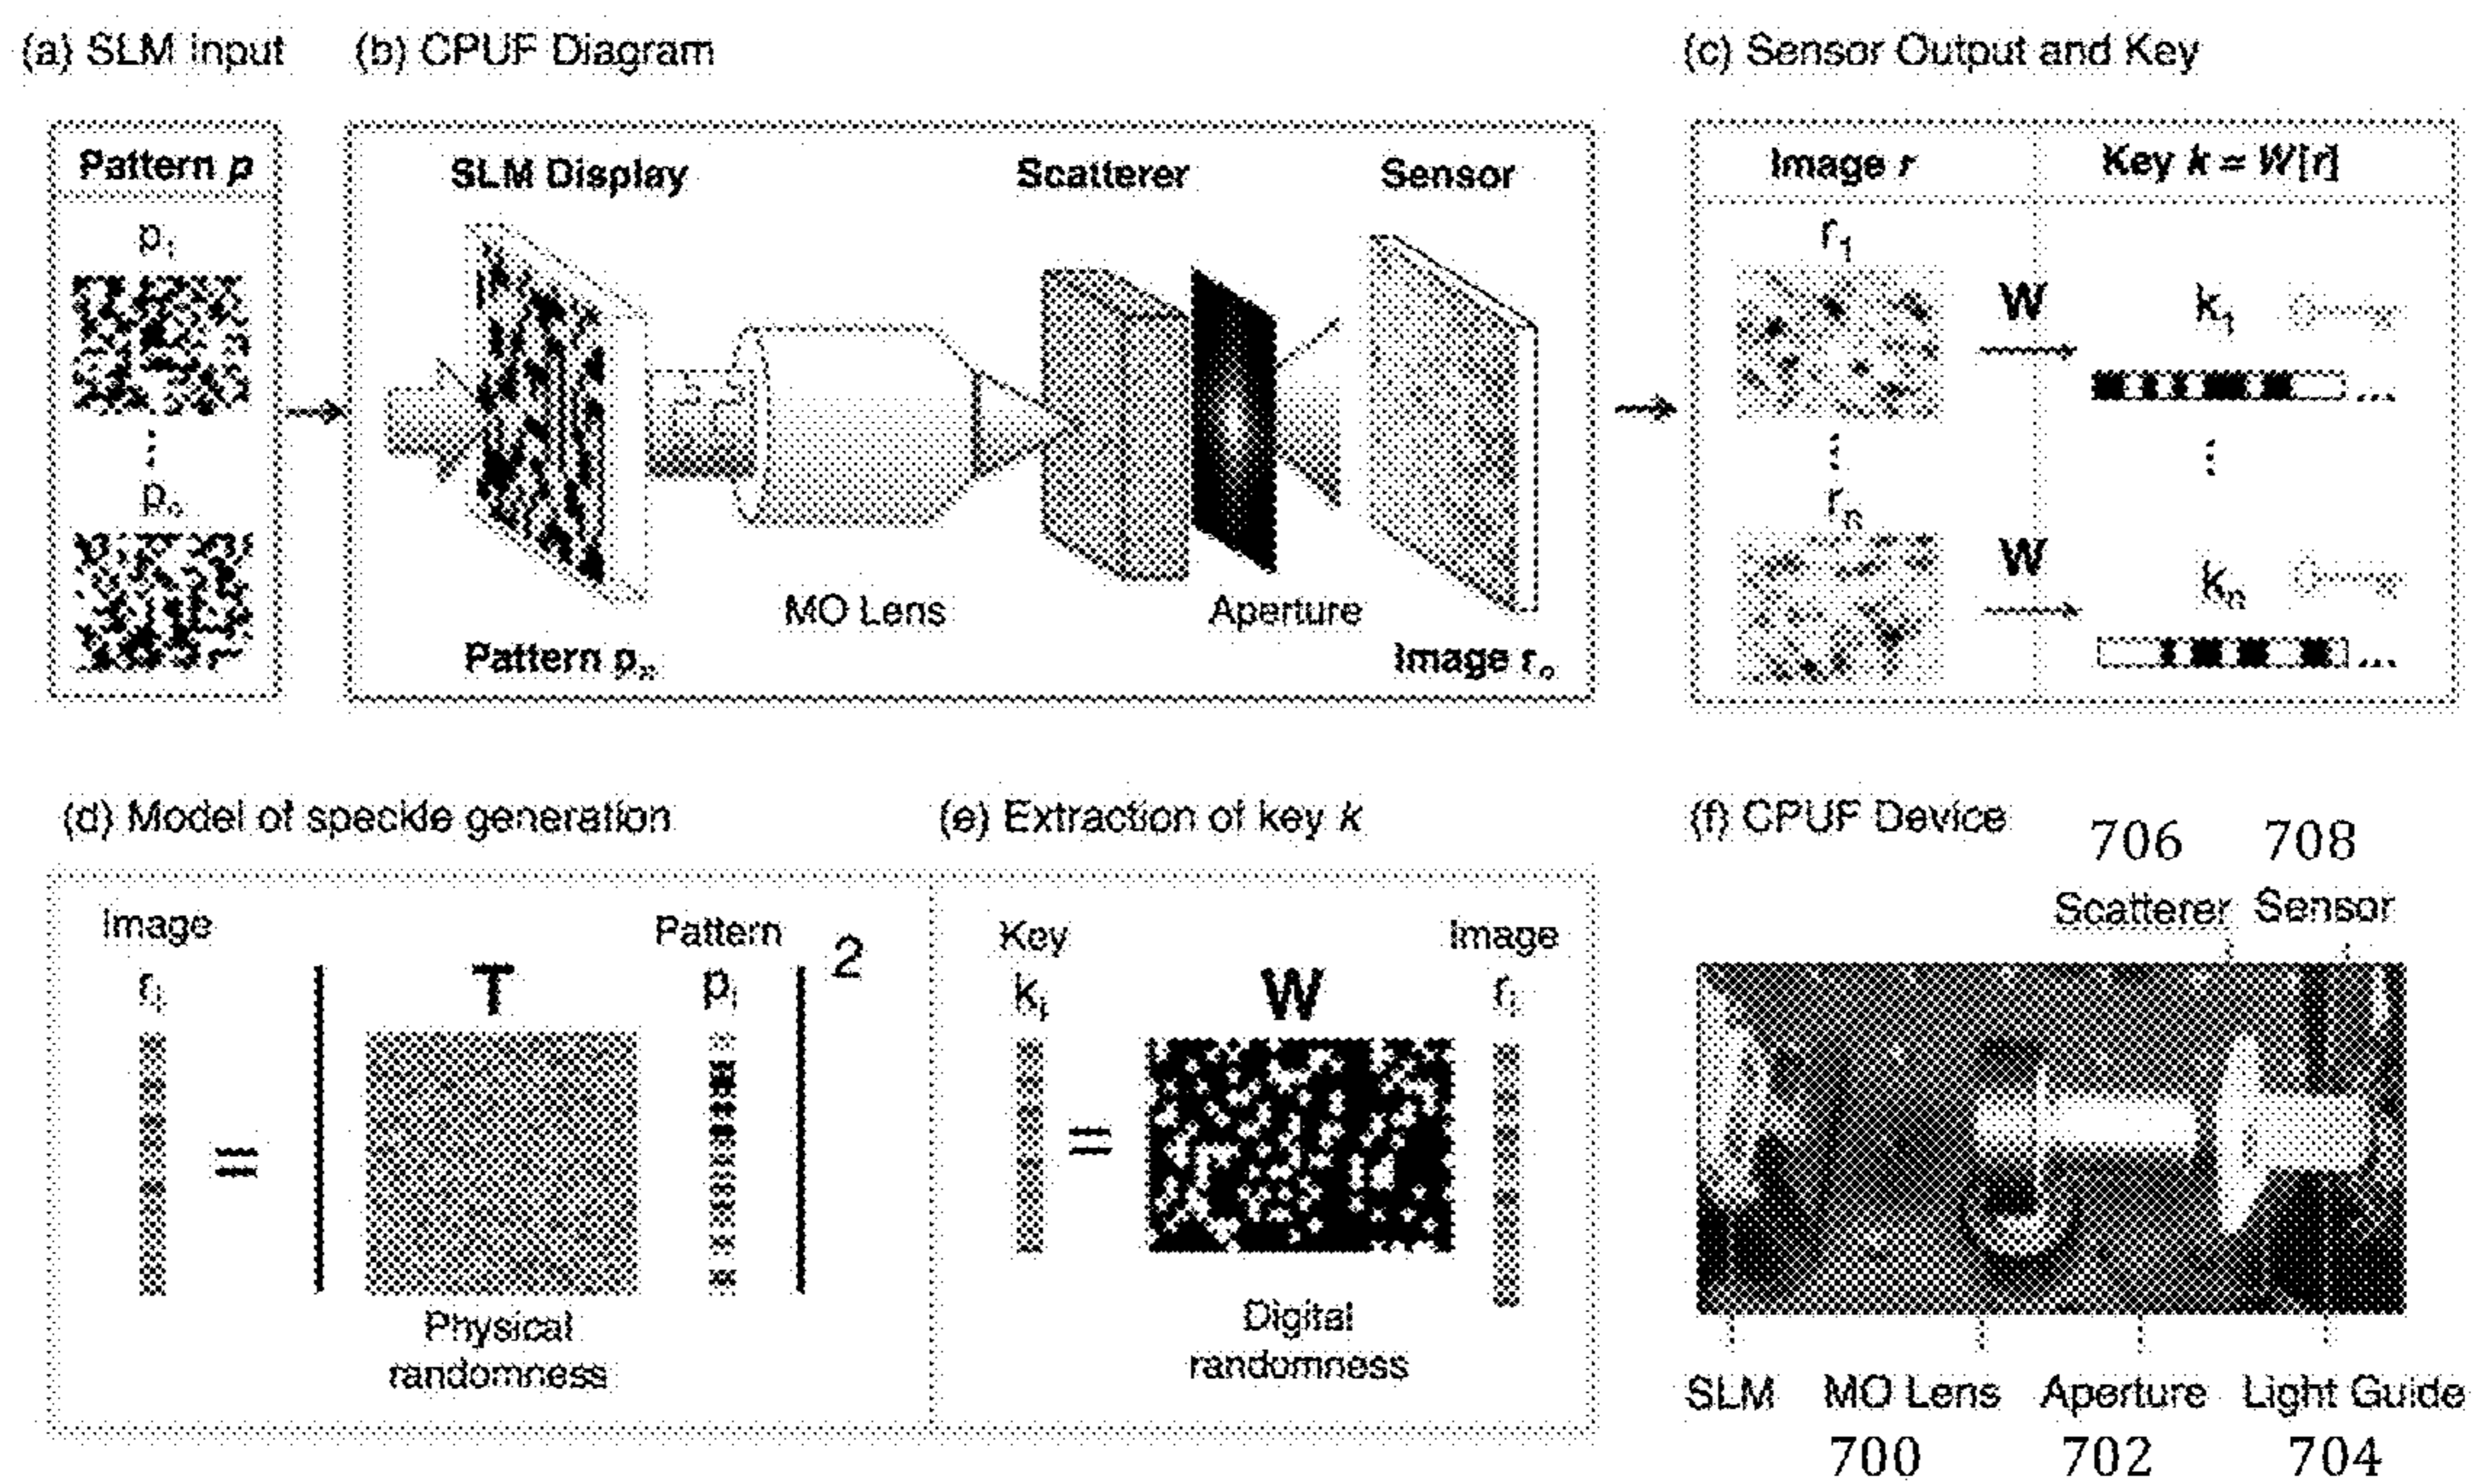 (a) SLM input
(b) CPUF Diagram
(c) Sensor Output and Key
Pattern p
p₁
⋮
SLM Display
Scatterer
Sensor
MO Lens
Aperture
Pattern pₙ
Image r
Key k = W[r]
r₁
W
k₁
...
⋮
⋮
rₙ
W
kₙ
...
(d) Model of speckle generation
(e) Extraction of key k
(f) CPUF Device
Image
rᵢ
=
T
Pattern
pᵢ
2
Physical
randomness
Key
kᵢ
=
W
Image
rᵢ
Digital
randomness
706
708
Scatterer
Sensor
SLM
MO Lens
Aperture
Light Guide
700
702
704